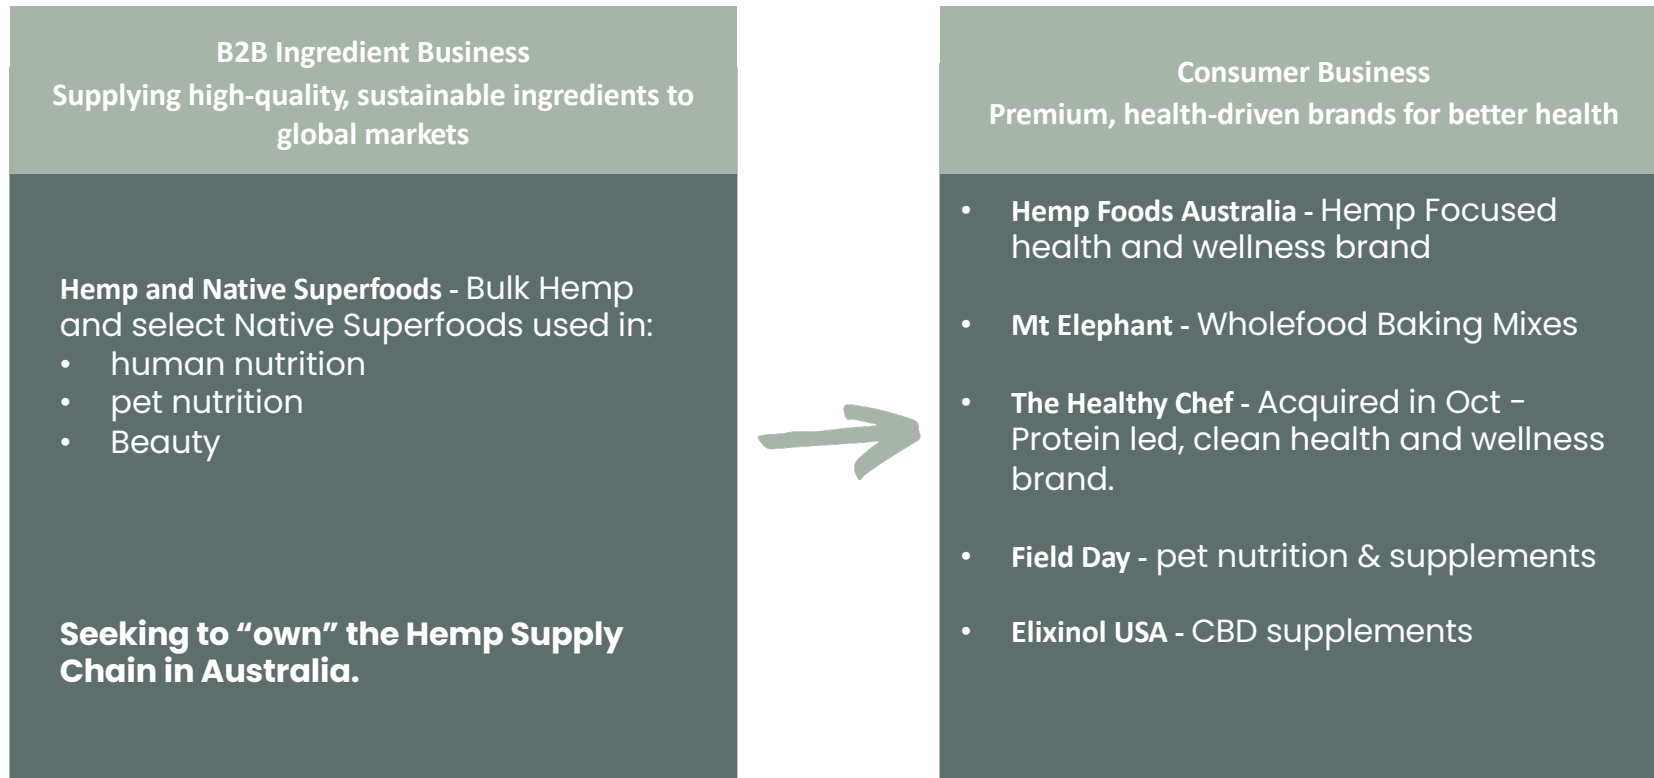 B2B Ingredient Business
Supplying high-quality, sustainable ingredients to
global markets
Hemp and Native Superfoods - Bulk Hemp
and select Native Superfoods used in:
• human nutrition
• pet nutrition
• Beauty
Seeking to “own” the Hemp Supply
Chain in Australia.
Consumer Business
Premium, health-driven brands for better health
• Hemp Foods Australia - Hemp Focused
health and wellness brand
• Mt Elephant - Wholefood Baking Mixes
• The Healthy Chef - Acquired in Oct -
Protein led, clean health and wellness
brand.
• Field Day - pet nutrition & supplements
• Elixinol USA - CBD supplements